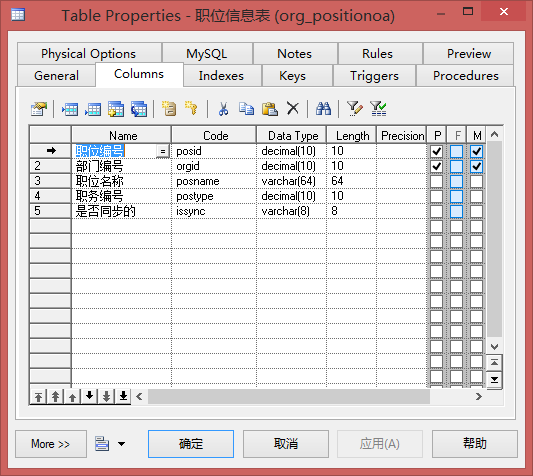 Table Properties - 职位信息表 (org_positionoa)
Physical Options MySQL Notes Rules Preview
General Columns Indexes Keys Triggers Procedures
Name Code Data Type Length Precision P F M
职位编号 = posid decimal(10) 10
2 部门编号 orgid decimal(10) 10
3 职位名称 posname varchar(64) 64
4 职务编号 postype decimal(10) 10
5 是否同步的 issync varchar(8) 8
More >> 确定 取消 应用(A) 帮助